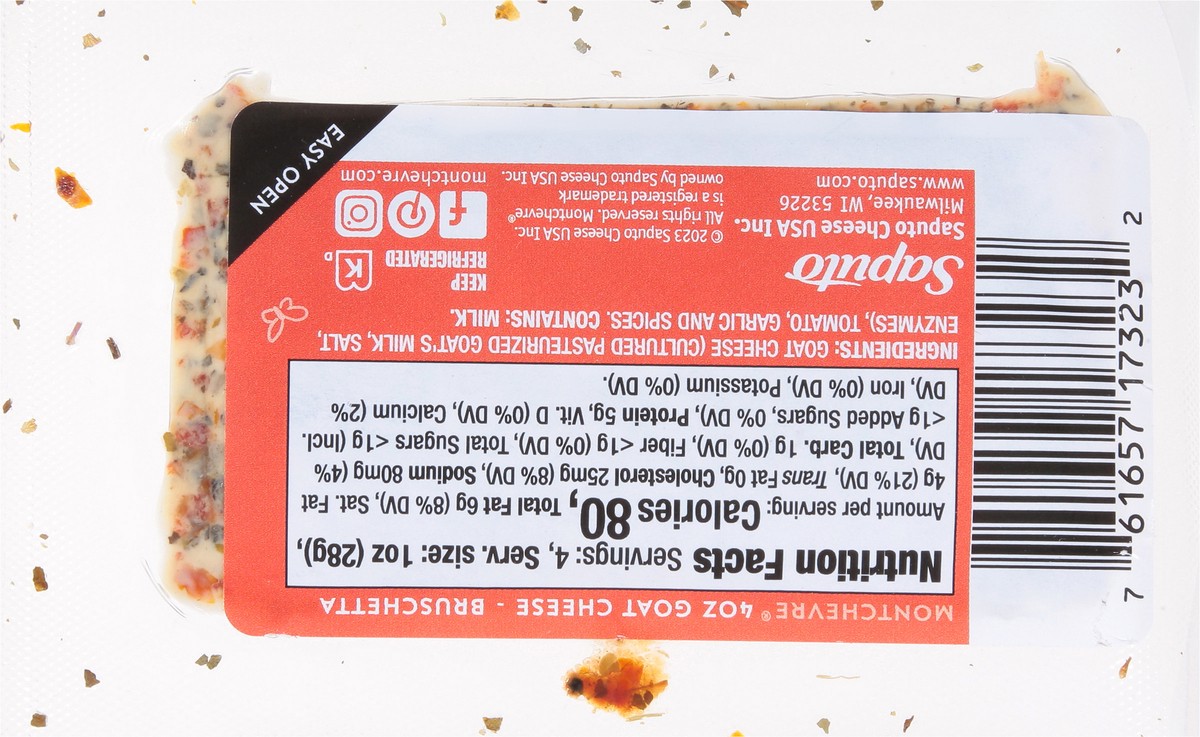 MONTCHEVRE® 4OZ GOAT CHEESE - BRUSCHETTA
Nutrition Facts Servings: 4, Serv. size: 1oz (28g),
Amount per serving: Calories 80, Total Fat 6g (8% DV), Sat. Fat
4g (21% DV), Trans Fat 0g, Cholesterol 25mg (8% DV), Sodium 80mg (4%
DV), Total Carb. 1g (0% DV), Fiber <1g (0% DV), Total Sugars <1g (Incl.
<1g Added Sugars, 0% DV), Protein 5g, Vit. D (0% DV), Calcium (2%
DV), Iron (0% DV), Potassium (0% DV).
INGREDIENTS: GOAT CHEESE (CULTURED PASTEURIZED GOAT'S MILK, SALT,
ENZYMES), TOMATO, GARLIC AND SPICES. CONTAINS: MILK.
Saputo
Saputo Cheese USA Inc.
Milwaukee, WI 53226
www.saputo.com
© 2023 Saputo Cheese USA Inc.
All rights reserved. Montchevre®
is a registered trademark
owned by Saputo Cheese USA Inc.
KEEP
REFRIGERATED
K D
montchevre.com
EASY OPEN
7 61657 17323 2